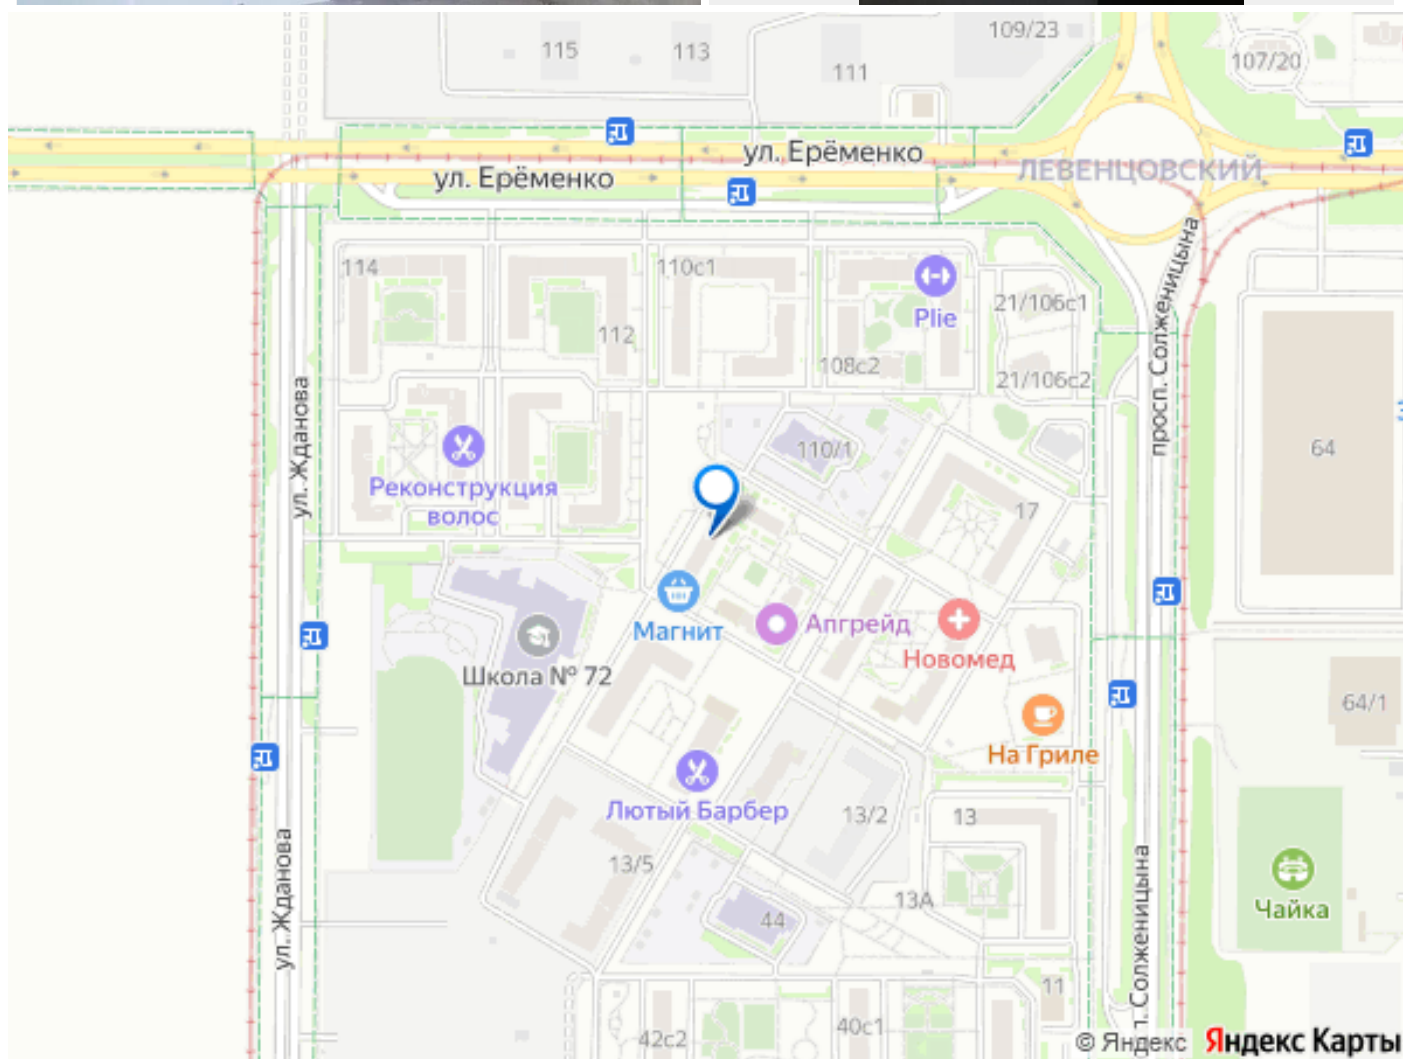 109/23
115
113
111
107/20
ул. Ерёменко
ЛЕВЕНЦОВСКИЙ
ул. Ерёменко
114
110с1
112
Plie
21/106с1
108с2
21/106с2
просп. Солженицына
ул. Жданова
110/1
64
Реконструкция
волос
17
Магнит
Апгрейд
Новомед
Школа № 72
64/1
На Гриле
Лютый Барбер
13/2
13
13/5
13А
44
Чайка
ул. Жданова
Солженицына
11
42с2
40с1
© Яндекс Яндекс Карты